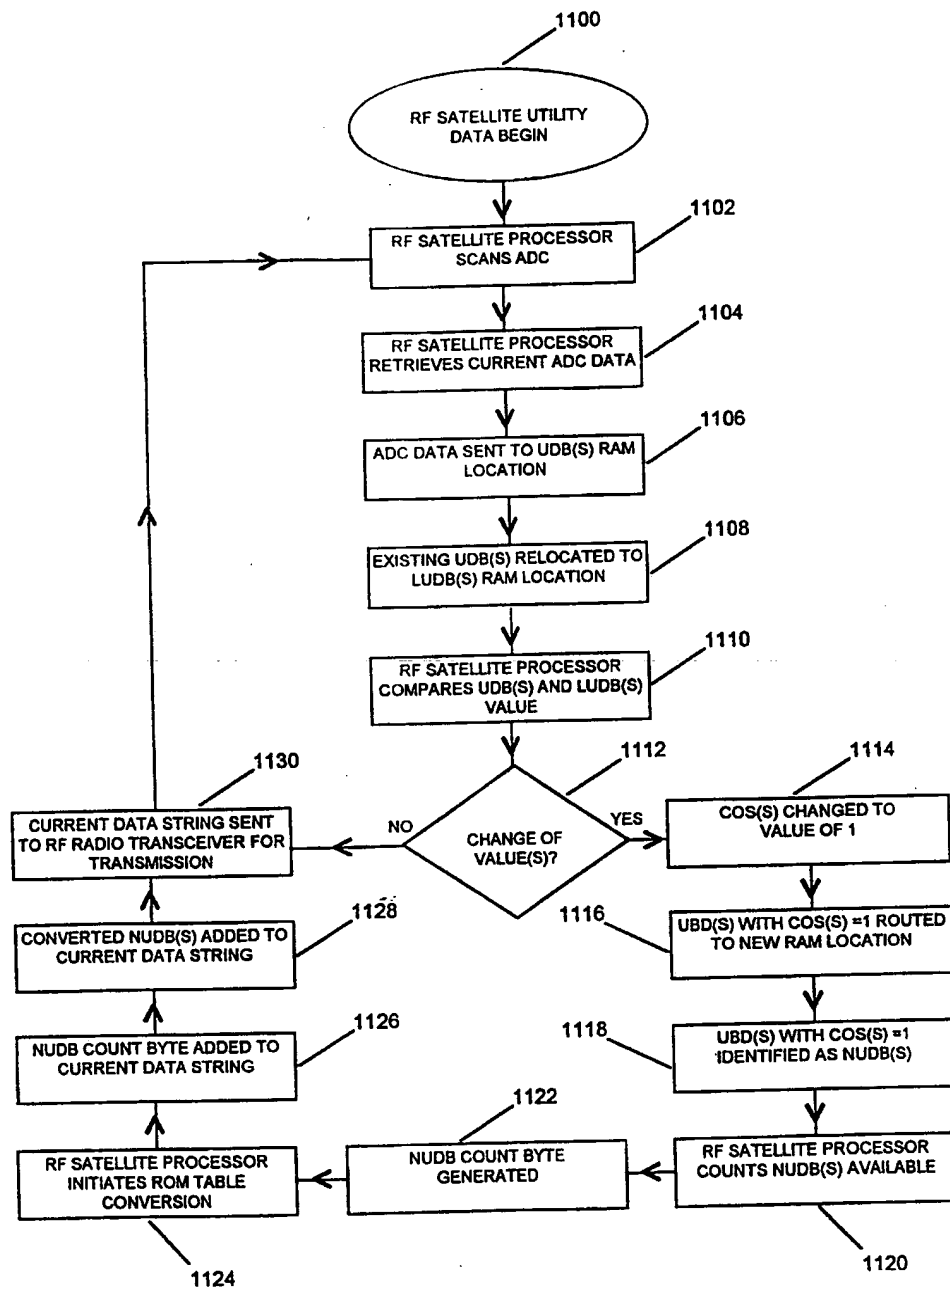 1100
RF SATELLITE UTILITY
DATA BEGIN
1102
RF SATELLITE PROCESSOR
SCANS ADC
1104
RF SATELLITE PROCESSOR
RETRIEVES CURRENT ADC DATA
1106
ADC DATA SENT TO UDB(S) RAM
LOCATION
1108
EXISTING UDB(S) RELOCATED TO
LUDB(S) RAM LOCATION
1110
RF SATELLITE PROCESSOR
COMPARES UDB(S) AND LUDB(S)
VALUE
1112
CHANGE OF
VALUE(S)?
NO
YES
1114
COS(S) CHANGED TO
VALUE OF 1
1116
UBD(S) WITH COS(S) =1 ROUTED
TO NEW RAM LOCATION
1118
UBD(S) WITH COS(S) =1
IDENTIFIED AS NUDB(S)
RF SATELLITE PROCESSOR
COUNTS NUDB(S) AVAILABLE
1120
1122
NUDB COUNT BYTE
GENERATED
RF SATELLITE PROCESSOR
INITIATES ROM TABLE
CONVERSION
1124
1126
NUDB COUNT BYTE ADDED TO
CURRENT DATA STRING
1128
CONVERTED NUDB(S) ADDED TO
CURRENT DATA STRING
1130
CURRENT DATA STRING SENT
TO RF RADIO TRANSCEIVER FOR
TRANSMISSION